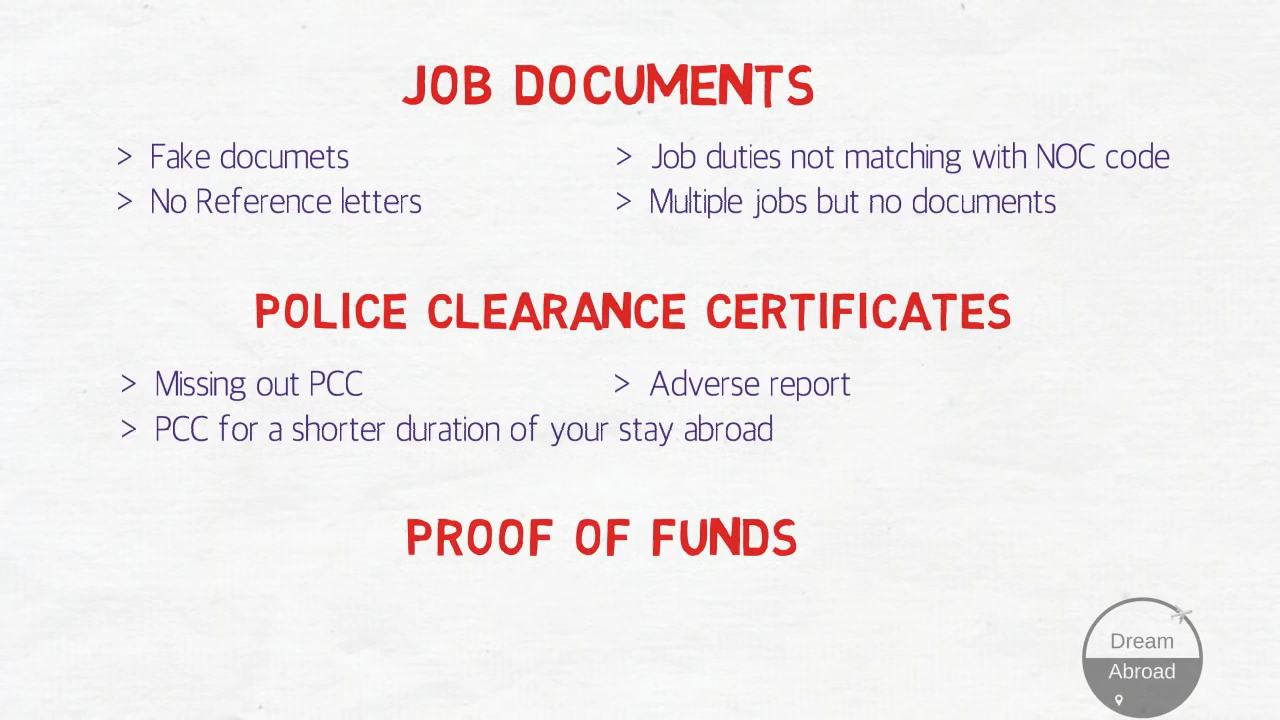 JOB DOCUMENTS
> Fake documets
> Job duties not matching with NOC code
> No Reference letters
> Multiple jobs but no documents
POLICE CLEARANCE CERTIFICATES
> Missing out PCC
> Adverse report
> PCC for a shorter duration of your stay abroad
PROOF OF FUNDS
Dream
Abroad